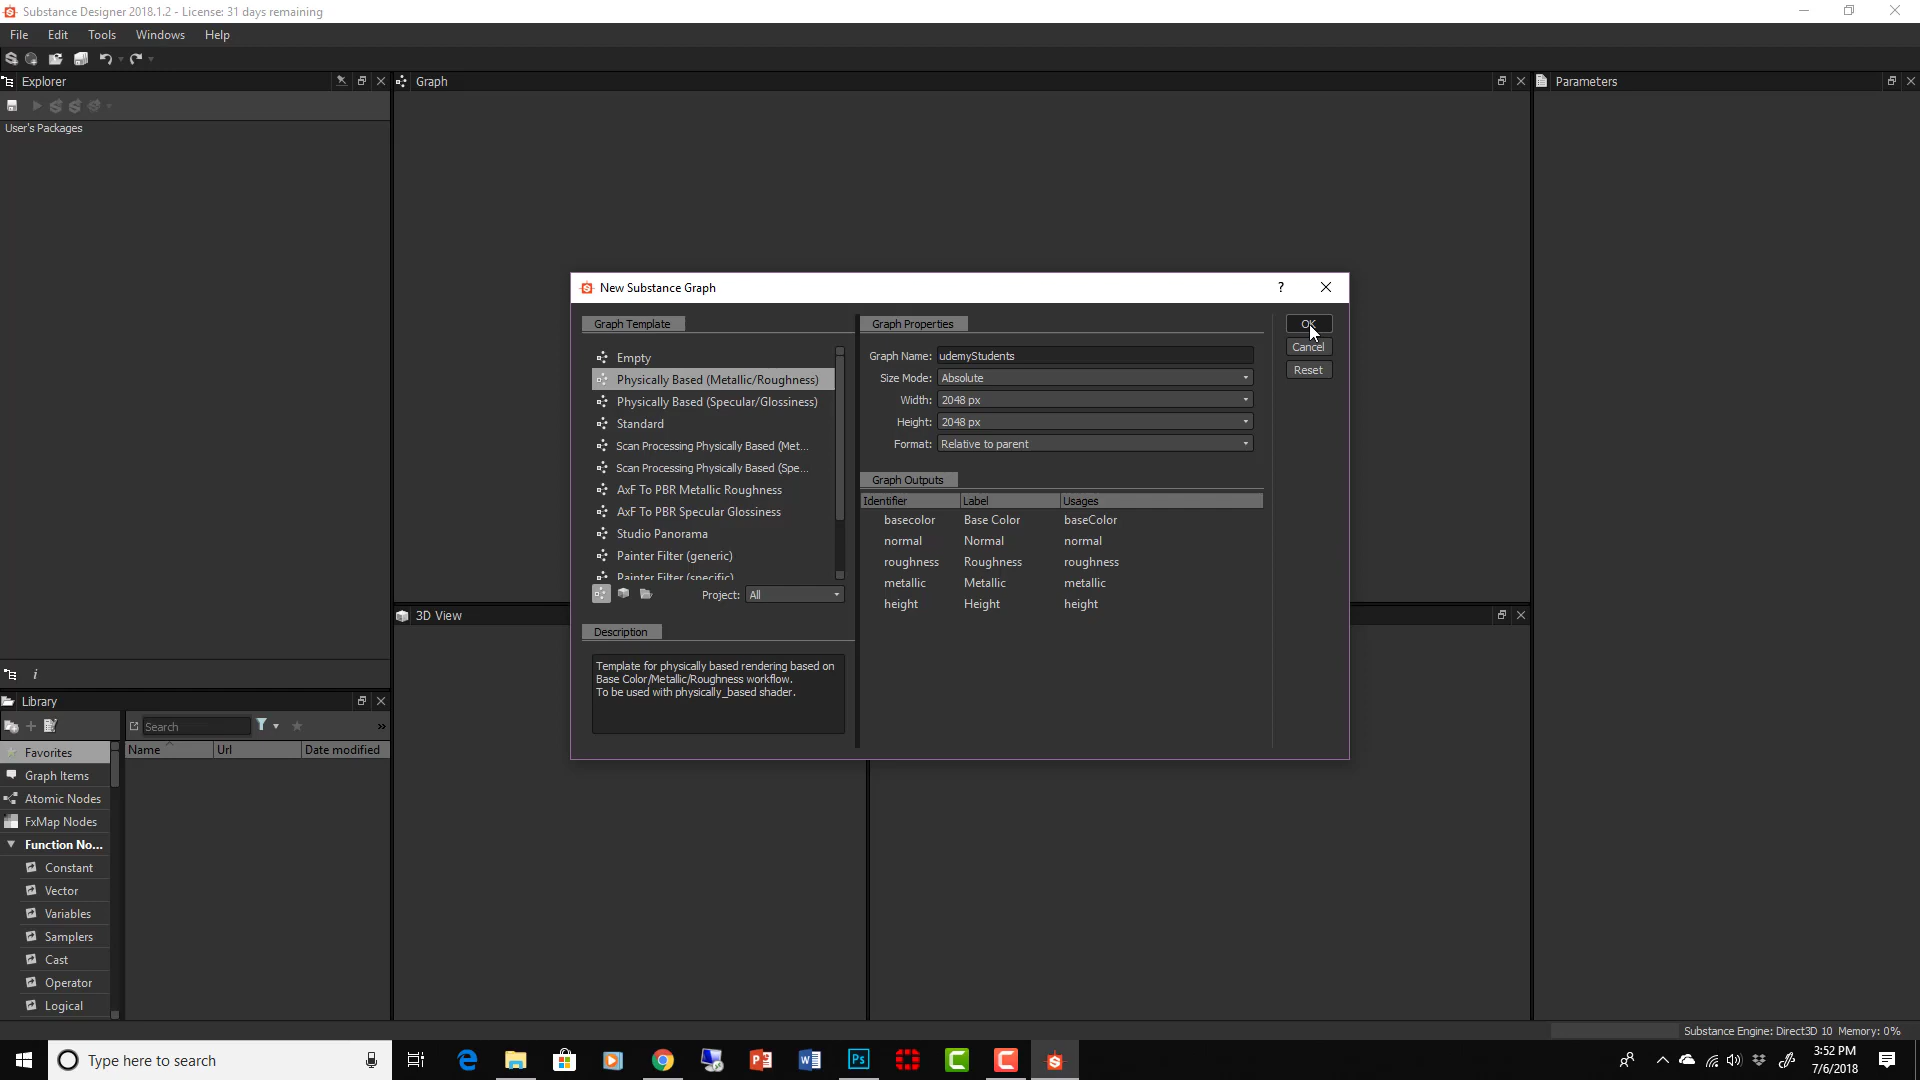 Substance Designer 2018.1.2 - License: 31 days remaining
File Edit Tools Windows Help
Explorer
User's Packages
Graph
Parameters
New Substance Graph
?
Graph Template
Empty
Physically Based (Metallic/Roughness)
Physically Based (Specular/Glossiness)
Standard
Scan Processing Physically Based (Met...
Scan Processing Physically Based (Spe...
AxF To PBR Metallic Roughness
AxF To PBR Specular Glossiness
Studio Panorama
Painter Filter (generic)
Painter Filter (specific)
Project: All
Description
Template for physically based rendering based on
Base Color/Metallic/Roughness workflow.
To be used with physically_based shader.
Graph Properties
Graph Name: udemyStudents
Size Mode: Absolute
Width: 2048 px
Height: 2048 px
Format: Relative to parent
Graph Outputs
Identifier Label Usages
basecolor Base Color baseColor
normal Normal normal
roughness Roughness roughness
metallic Metallic metallic
height Height height
OK
Cancel
Reset
3D View
Library
Search
Name Url Date modified
Favorites
Graph Items
Atomic Nodes
FxMap Nodes
Function No...
Constant
Vector
Variables
Samplers
Cast
Operator
Logical
Substance Engine: Direct3D 10 Memory: 0%
Type here to search
3:52 PM
7/6/2018